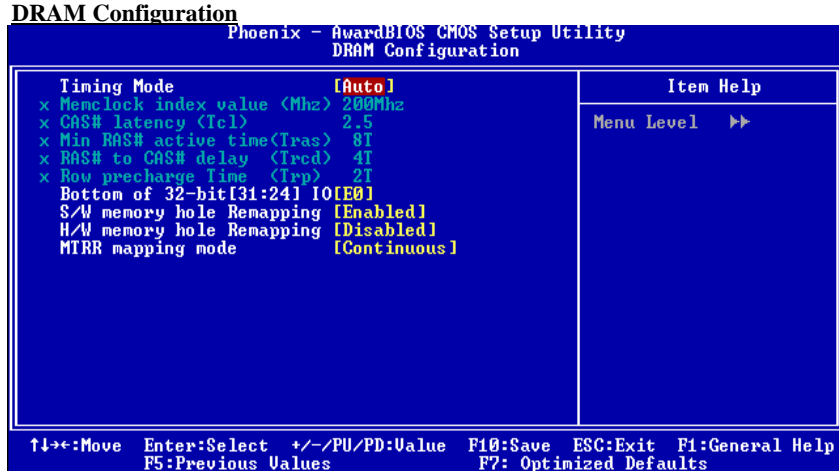 DRAM Configuration
Phoenix - AwardBIOS CMOS Setup Utility
DRAM Configuration
Timing Mode [Auto]
x Memclock index value (Mhz) 200Mhz
x CAS# latency (Tcl) 2.5
x Min RAS# active time(Tras) 8T
x RAS# to CAS# delay (Trcd) 4T
x Row precharge Time (Trp) 2T
Bottom of 32-bit[31:24] IO[E0]
S/W memory hole Remapping [Enabled]
H/W memory hole Remapping [Disabled]
MTRR mapping mode [Continuous]
Item Help
Menu Level ▶▶
↑↓→←:Move Enter:Select +/-/PU/PD:Value F10:Save ESC:Exit F1:General Help
F5:Previous Values F7: Optimized Defaults